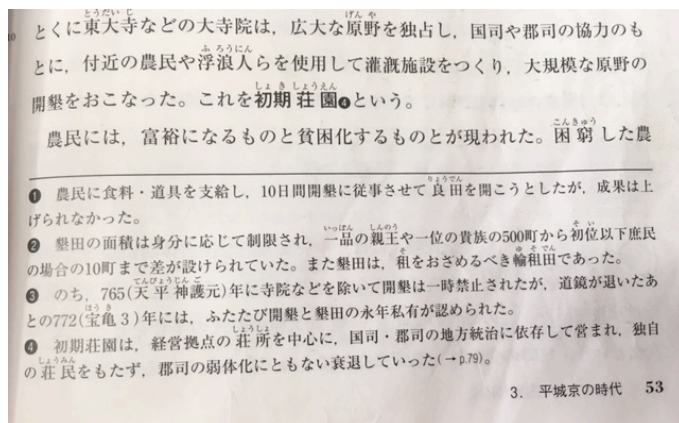 とくに東大寺などの大寺院は，広大な原野を独占し，国司や郡司の協力のも
とに，付近の農民や浮浪人らを使用して灌漑施設をつくり，大規模な原野の
開墾をおこなった。これを初期荘園❹という。
農民には，富裕になるものと貧困化するものとが現われた。困窮した農
❶ 農民に食料・道具を支給し，10日間開墾に従事させて良田を開こうとしたが，成果は上
げられなかった。
❷ 墾田の面積は身分に応じて制限され，一品の親王や一位の貴族の500町から初位以下庶民
の場合の10町まで差が設けられていた。また墾田は，租をおさめるべき輸租田であった。
❸ のち，765(天平神護元)年に寺院などを除いて開墾は一時禁止されたが，道鏡が退いたあ
との772(宝亀3)年には，ふたたび開墾と墾田の永年私有が認められた。
❹ 初期荘園は，経営拠点の荘所を中心に，国司・郡司の地方統治に依存して営まれ，独自
の荘民をもたず，郡司の弱体化にともない衰退していった(→p.79)。
3. 平城京の時代 53